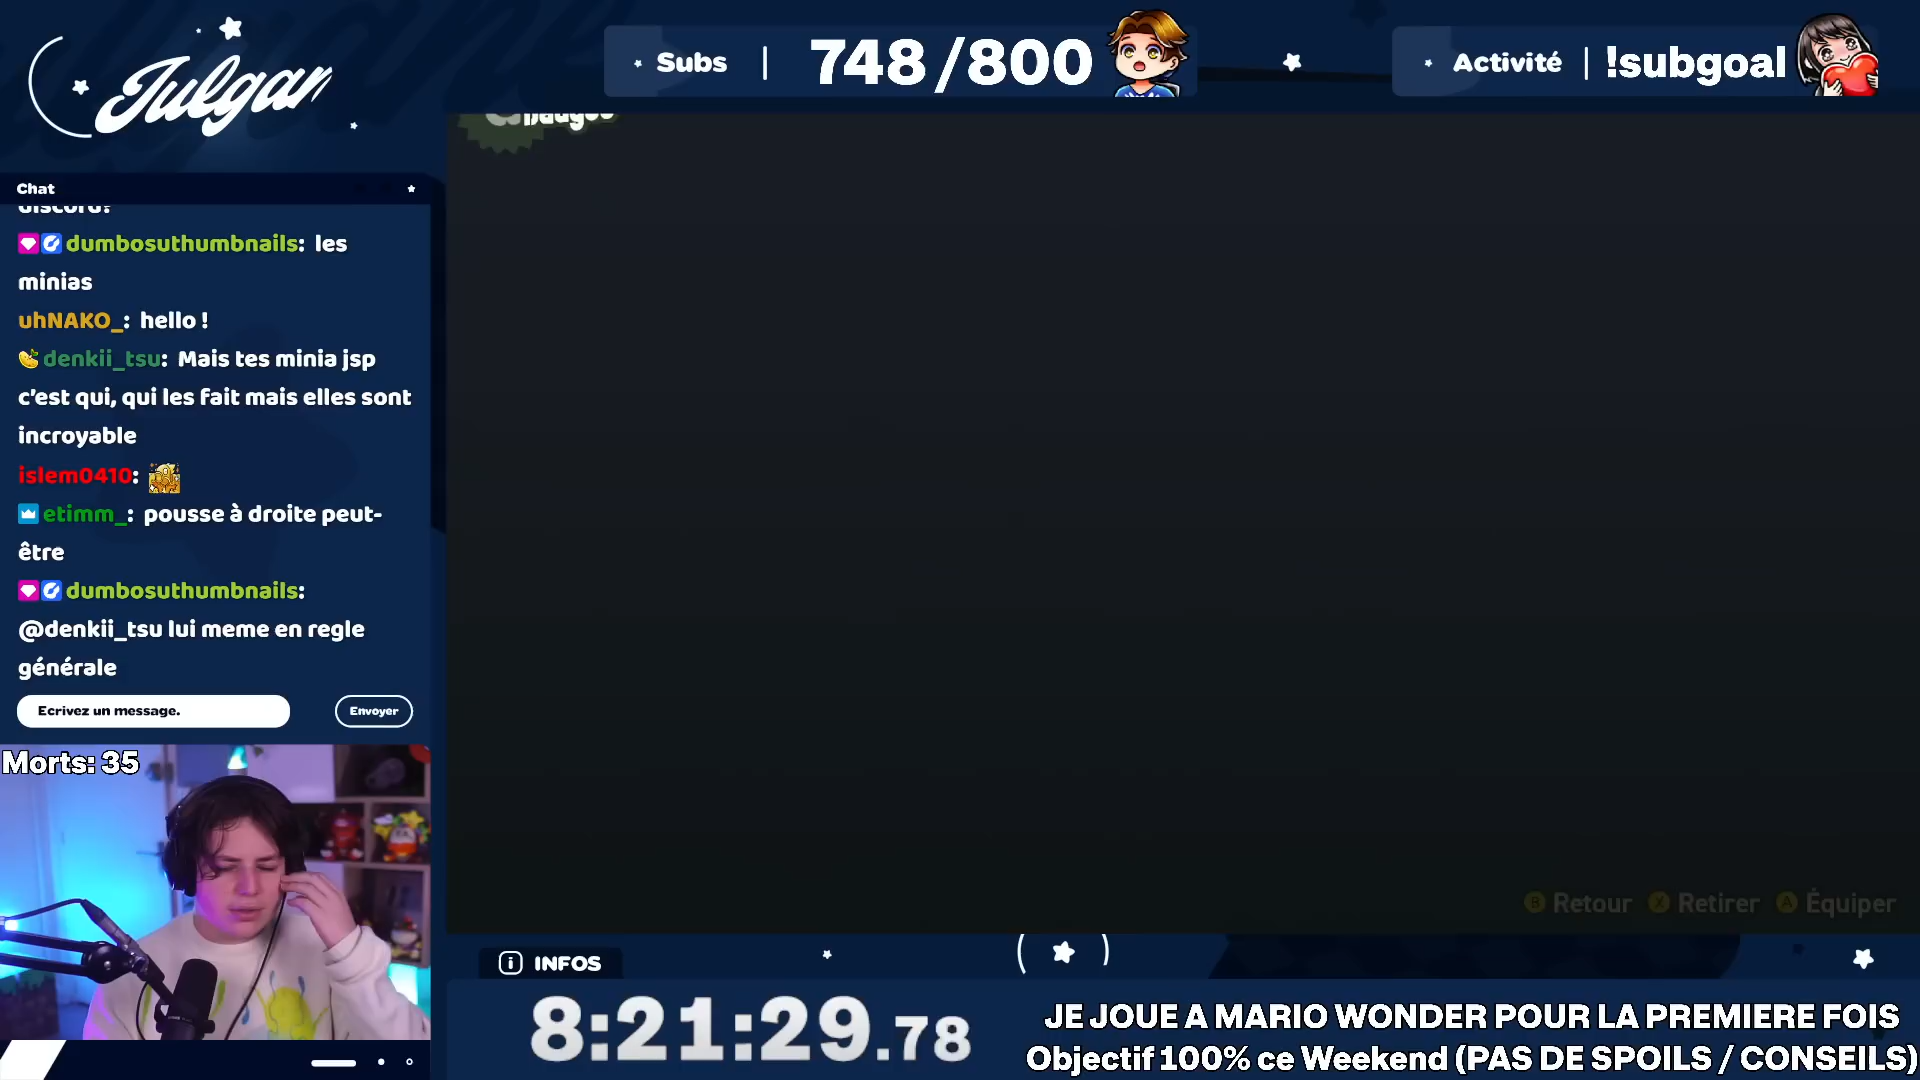 Julgan
Subs | 748/800
Activité | !subgoal
Badges
Chat
discord?
dumbosuthumbnails: les
minias
uhNAKO_: hello !
denkii_tsu: Mais tes minia jsp
c'est qui, qui les fait mais elles sont
incroyable
islem0410:
etimm_: pousse à droite peut-
être
dumbosuthumbnails:
@denkii_tsu lui meme en regle
générale
Ecrivez un message.
Envoyer
Morts: 35
B Retour X Retirer A Équiper
INFOS
8:21:29.78
JE JOUE A MARIO WONDER POUR LA PREMIERE FOIS
Objectif 100% ce Weekend (PAS DE SPOILS / CONSEILS)